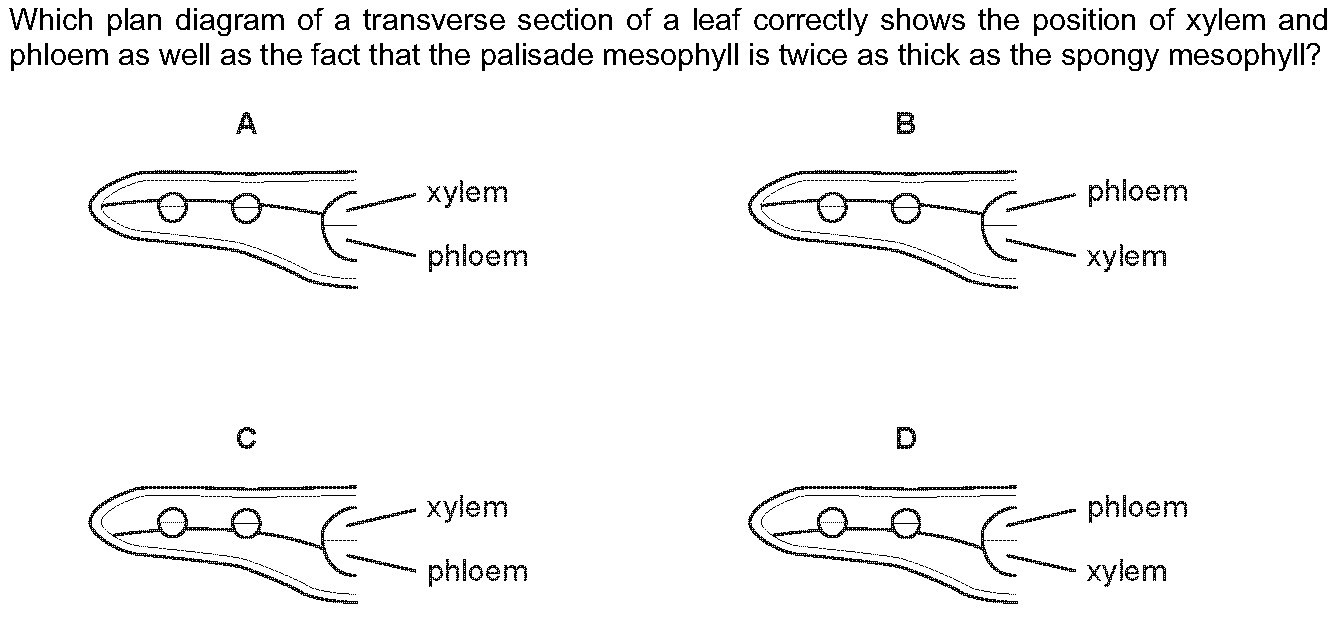 Which plan diagram of a transverse section of a leaf correctly shows the position of xylem and
phloem as well as the fact that the palisade mesophyll is twice as thick as the spongy mesophyll?
A
xylem
phloem
B
phloem
xylem
C
xylem
phloem
D
phloem
xylem